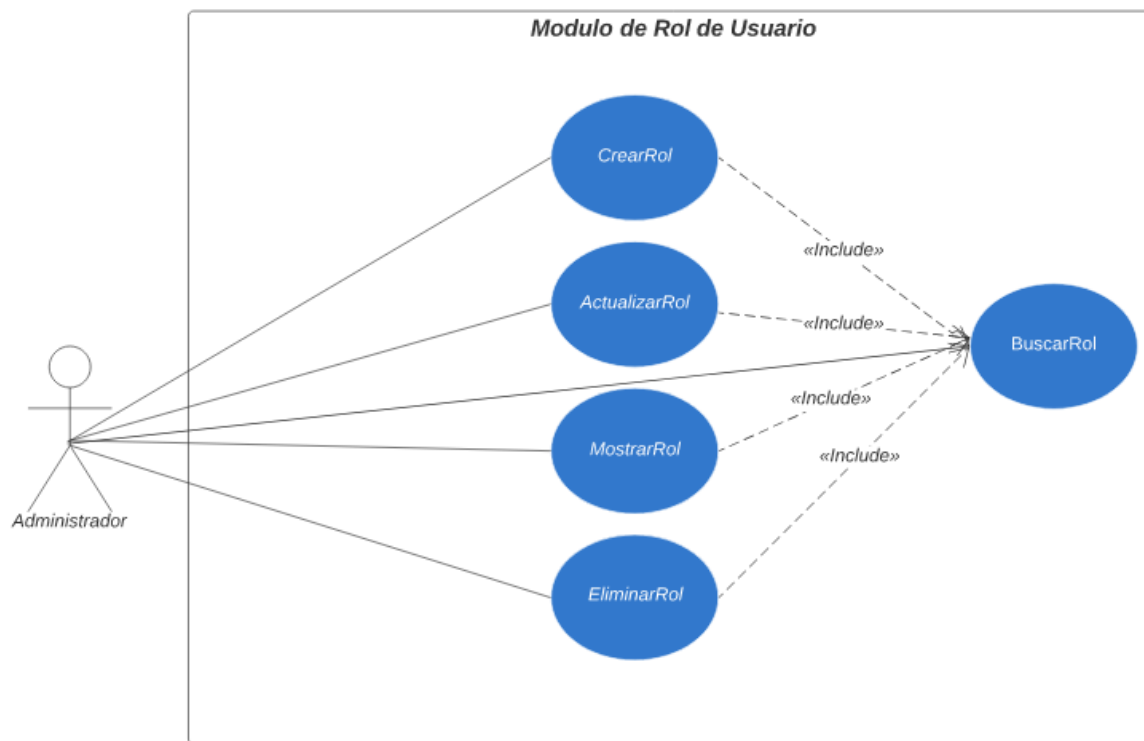 Modulo de Rol de Usuario
CrearRol
«Include»
ActualizarRol
«Include»
BuscarRol
«Include»
MostrarRol
«Include»
Administrador
EliminarRol